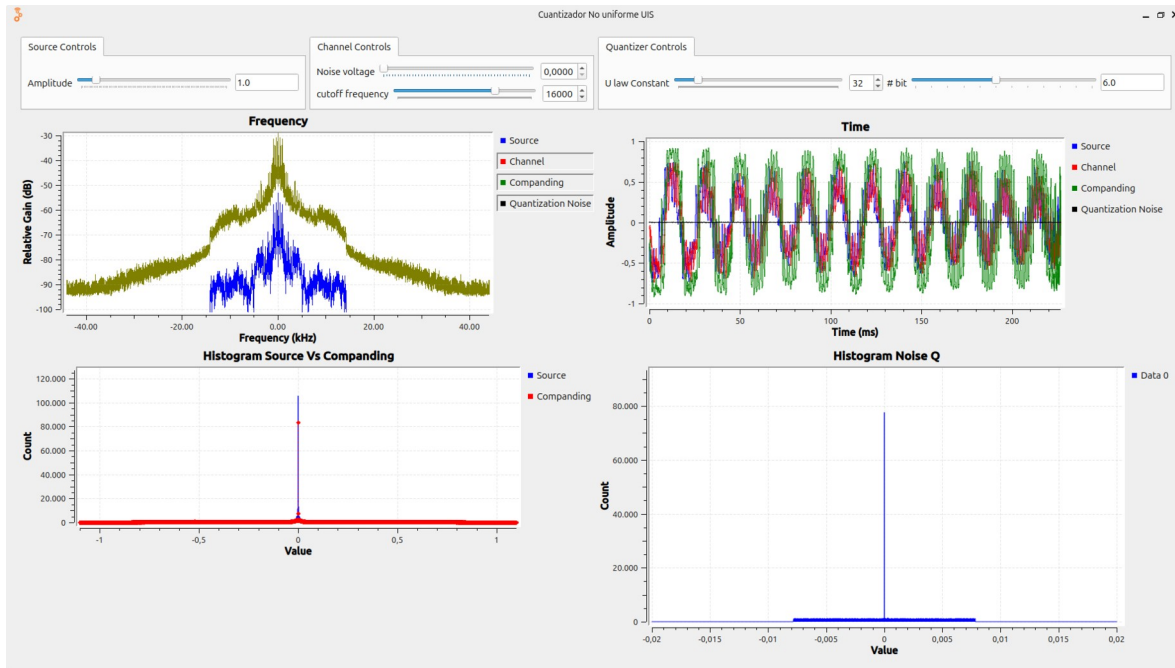 Cuantizador No uniforme UIS
Source Controls
Amplitude 1.0
Channel Controls
Noise voltage 0,0000
cutoff frequency 16000
Quantizer Controls
U law Constant 32 # bit 6.0
Frequency
Relative Gain (dB)
-30
-40
-50
-60
-70
-80
-90
-100
-40.00 -20.00 0.00 20.00 40.00
Frequency (kHz)
Source
Channel
Companding
Quantization Noise
Time
Amplitude
1
0,5
0
-0,5
-1
0 50 100 150 200
Time (ms)
Source
Channel
Companding
Quantization Noise
Histogram Source Vs Companding
Count
120.000
100.000
80.000
60.000
40.000
20.000
0
-1 -0,5 0 0,5 1
Value
Source
Companding
Histogram Noise Q
Count
80.000
60.000
40.000
20.000
0
-0,02 -0,015 -0,01 -0,005 0 0,005 0,01 0,015 0,02
Value
Data 0